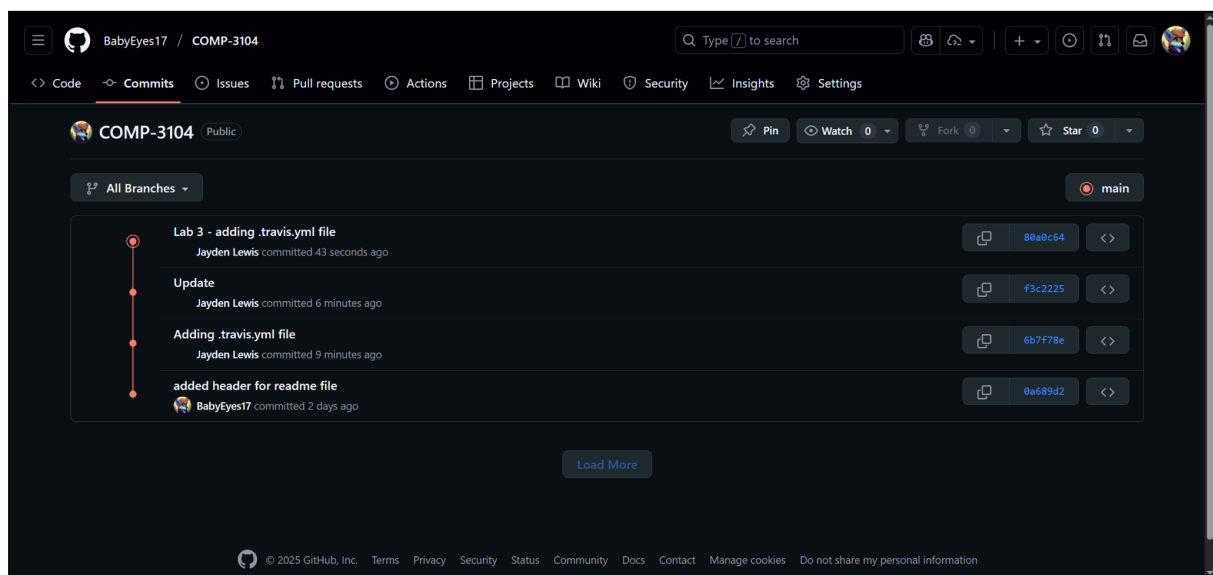 BabyEyes17 / COMP-3104
Type / to search
Code Commits Issues Pull requests Actions Projects Wiki Security Insights Settings
COMP-3104 Public
Pin Watch 0 Fork 0 Star 0
All Branches
main
Lab 3 - adding .travis.yml file
Jayden Lewis committed 43 seconds ago
80a0c64
Update
Jayden Lewis committed 6 minutes ago
f3c2225
Adding .travis.yml file
Jayden Lewis committed 9 minutes ago
6b7f78e
added header for readme file
BabyEyes17 committed 2 days ago
0a689d2
Load More
© 2025 GitHub, Inc. Terms Privacy Security Status Community Docs Contact Manage cookies Do not share my personal information